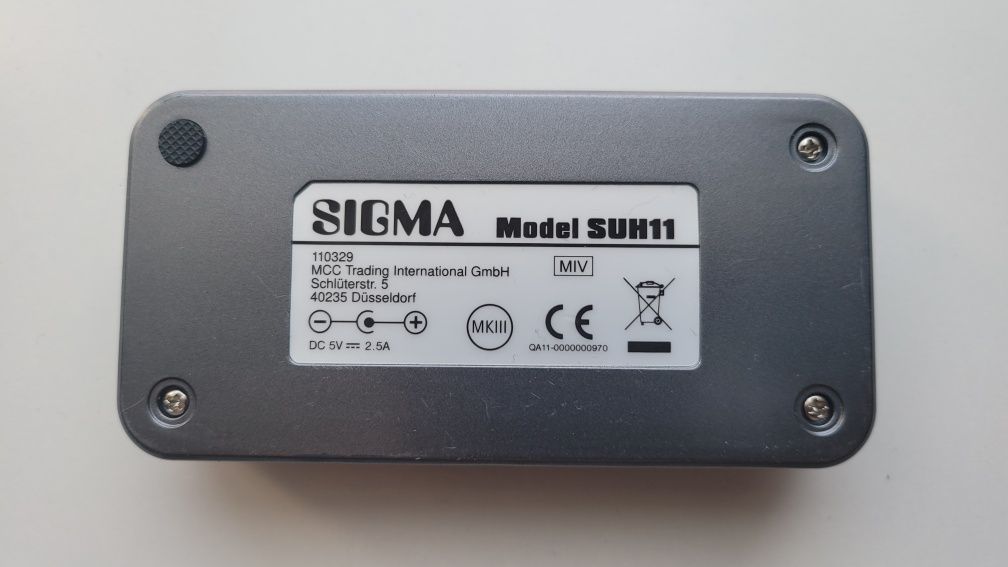 SIGMA Model SUH11
110329
MCC Trading International GmbH
Schlüterstr. 5
40235 Düsseldorf
MIV
MKIII
CE
DC 5V ⎓ 2.5A
QA11-0000000970